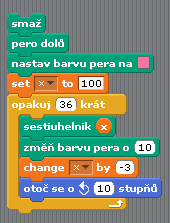 smaž
pero dolů
nastav barvu pera na
set x to 100
opakuj 36 krát
sestiuhelnik x
změň barvu pera o 10
change x by -3
otoč se o ↺ 10 stupňů